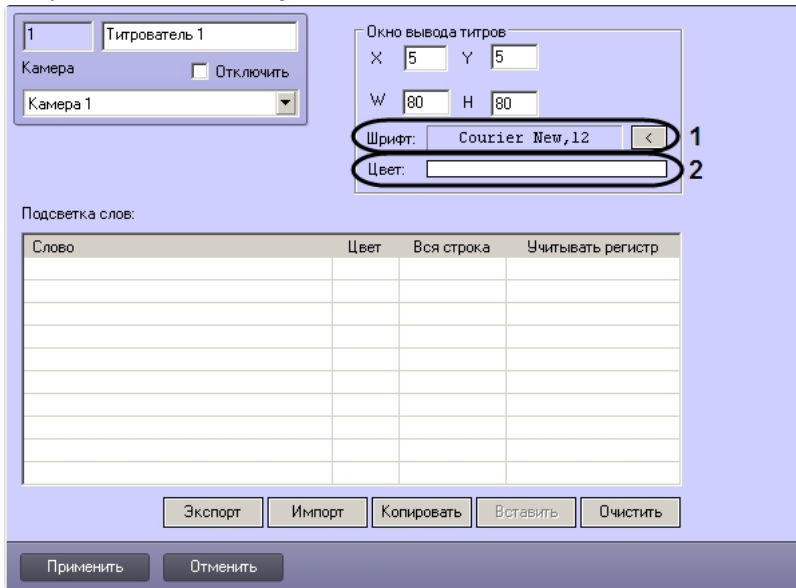 1 Титрователь 1
Камера Отключить
Камера 1
Окно вывода титров
X 5 Y 5
W 80 H 80
Шрифт: Courier New,12 < 1
Цвет: 2
Подсветка слов:
Слово Цвет Вся строка Учитывать регистр
Экспорт Импорт Копировать Вставить Очистить
Применить Отменить